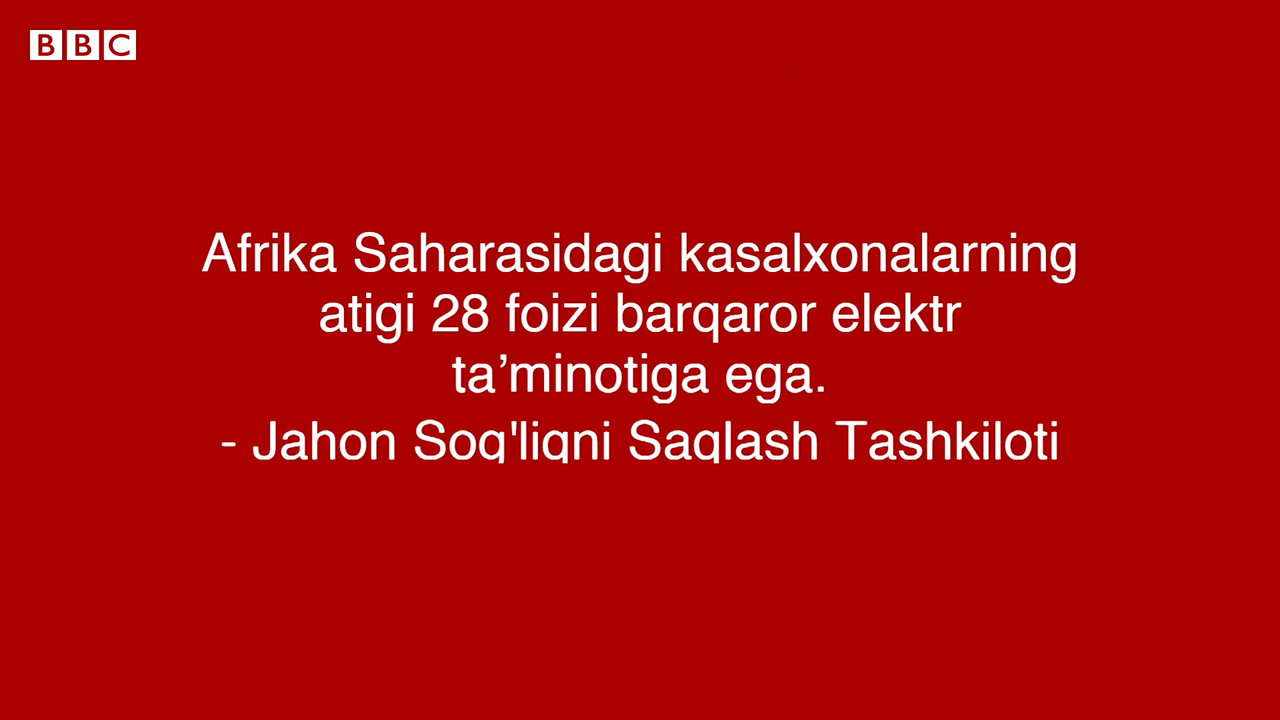 BBC
Afrika Saharasidagi kasalxonalarning
atigi 28 foizi barqaror elektr
ta’minotiga ega.
- Jahon Sog'liqni Saqlash Tashkiloti